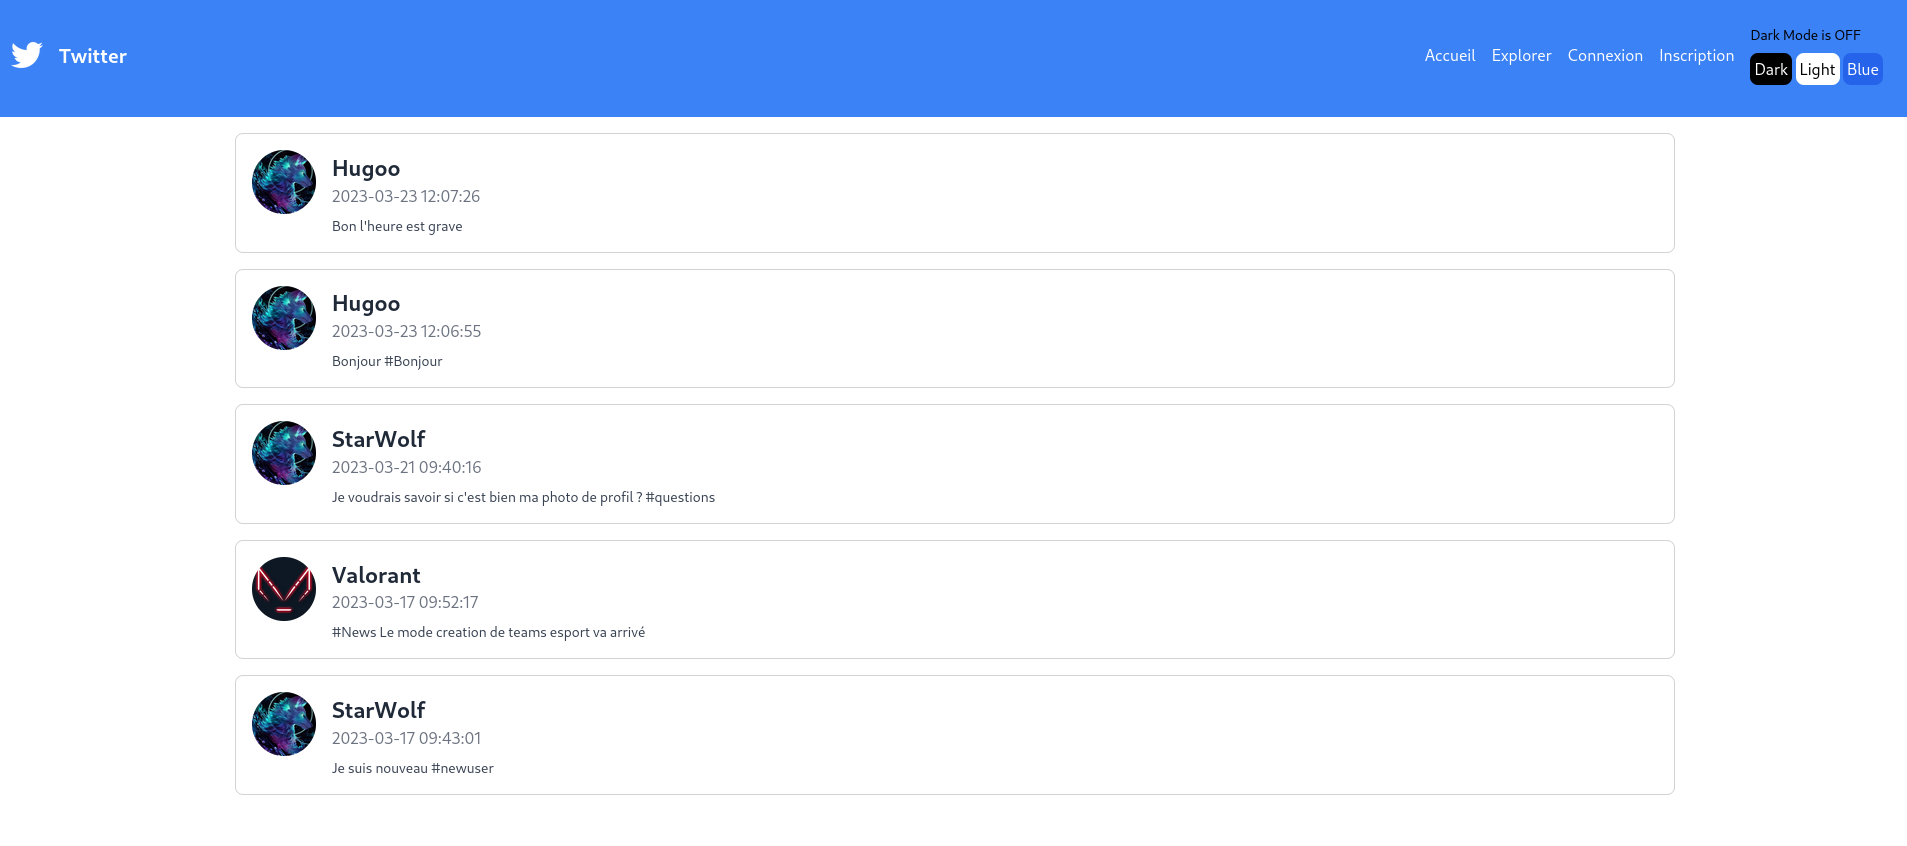 Twitter
Accueil Explorer Connexion Inscription
Dark Mode is OFF
Dark Light Blue
Hugoo
2023-03-23 12:07:26
Bon l'heure est grave
Hugoo
2023-03-23 12:06:55
Bonjour #Bonjour
StarWolf
2023-03-21 09:40:16
Je voudrais savoir si c'est bien ma photo de profil ? #questions
Valorant
2023-03-17 09:52:17
#News Le mode creation de teams esport va arrivé
StarWolf
2023-03-17 09:43:01
Je suis nouveau #newuser